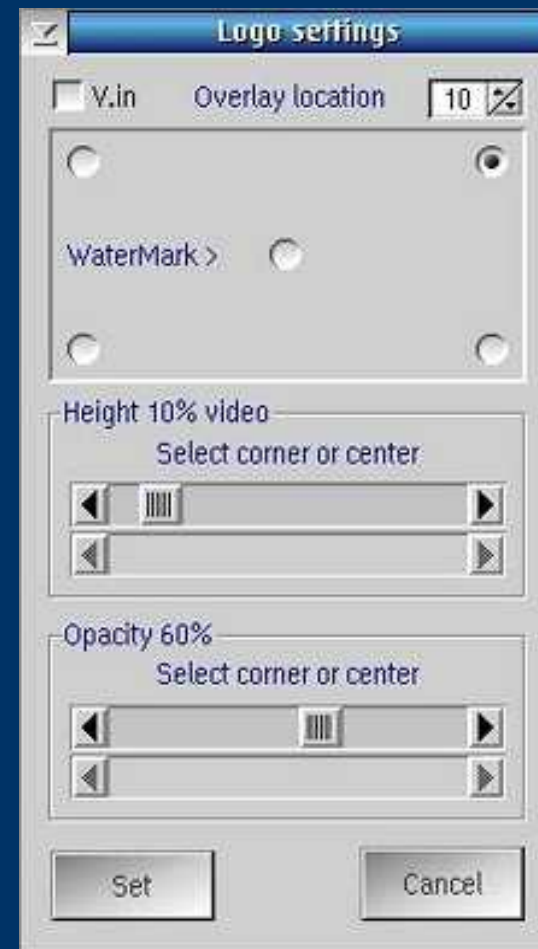 Logo settings
V.in Overlay location 10
WaterMark >
Height 10% video
Select corner or center
Opacity 60%
Select corner or center
Set Cancel